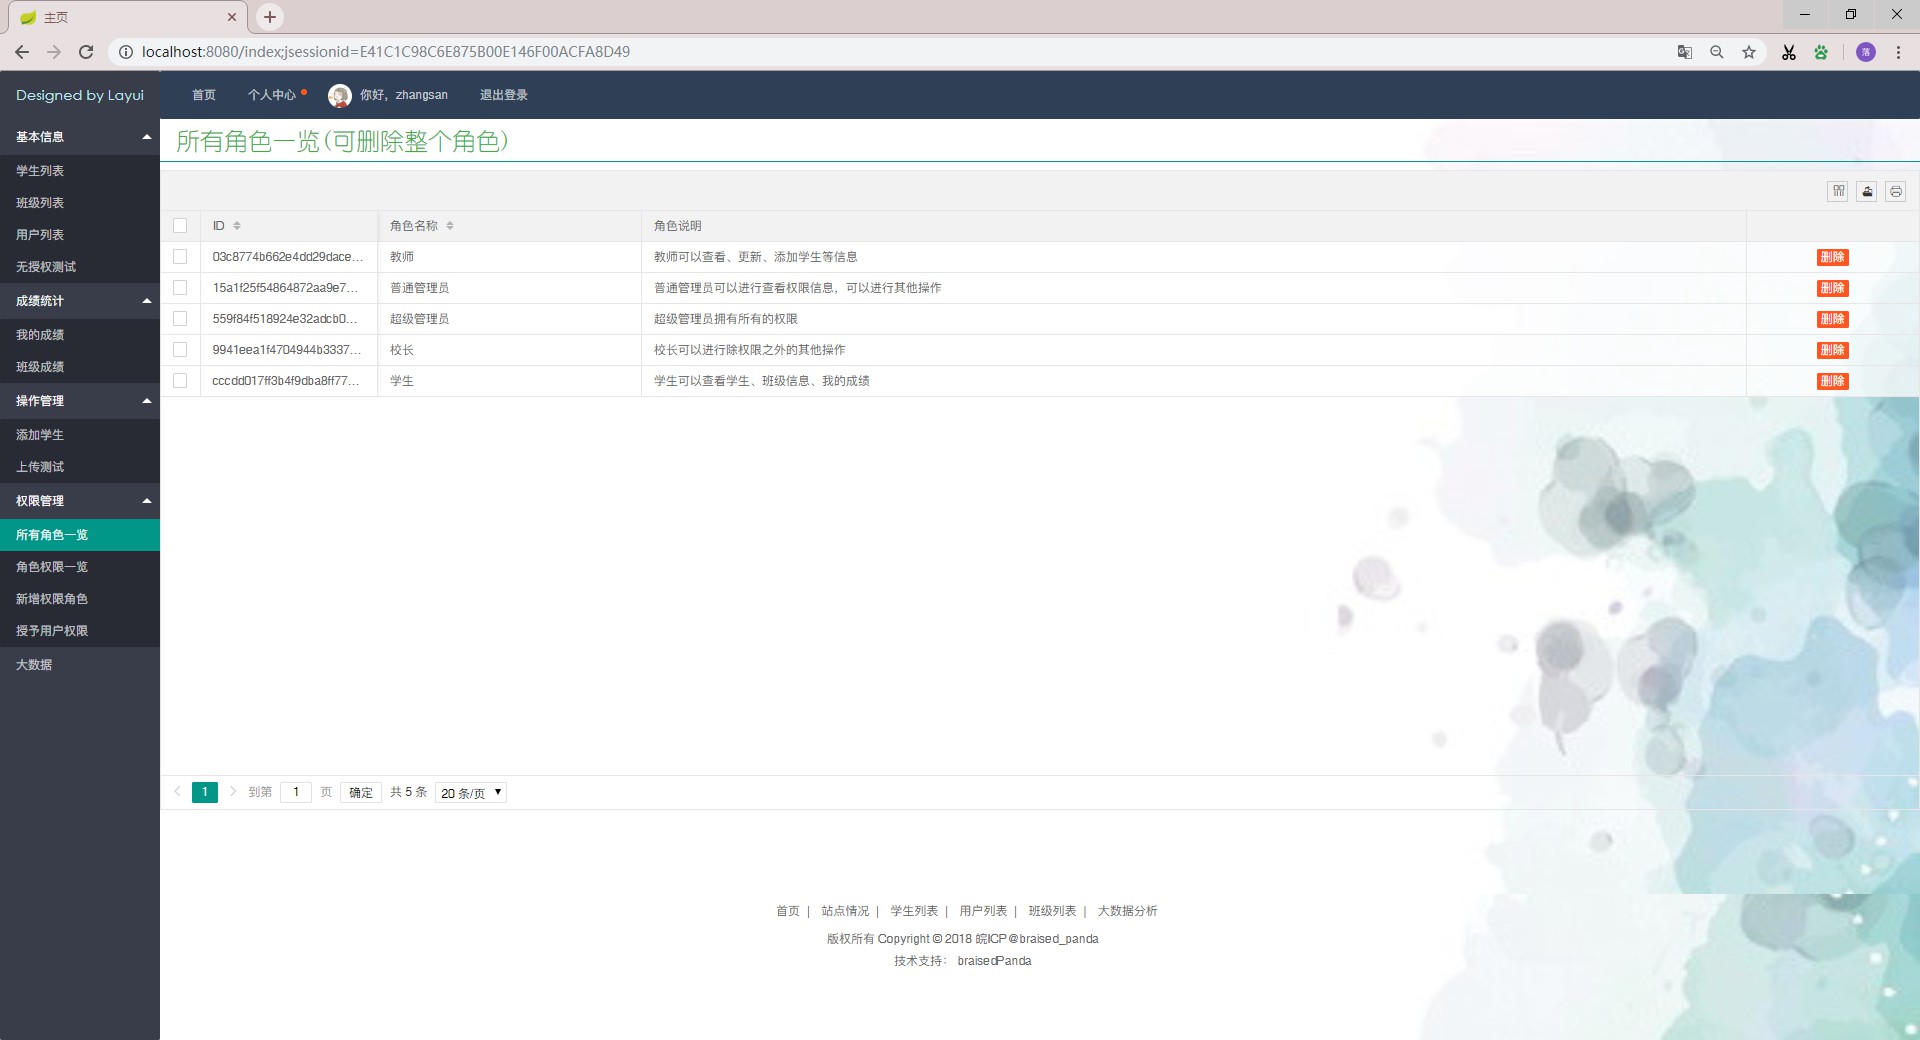 主页
localhost:8080/index;jsessionid=E41C1C98C6E875B00E146F00ACFA8D49
落
Designed by Layui
首页 个人中心 你好，zhangsan 退出登录
基本信息
学生列表
班级列表
用户列表
无授权测试
成绩统计
我的成绩
班级成绩
操作管理
添加学生
上传测试
权限管理
所有角色一览
角色权限一览
新增权限角色
授予用户权限
大数据
所有角色一览(可删除整个角色)
ID 角色名称 角色说明
03c8774b662e4dd29dace... 教师 教师可以查看、更新、添加学生等信息 删除
15a1f25f54864872aa9e7... 普通管理员 普通管理员可以进行查看权限信息，可以进行其他操作 删除
559f84f518924e32adcb0... 超级管理员 超级管理员拥有所有的权限 删除
9941eea1f4704944b3337... 校长 校长可以进行除权限之外的其他操作 删除
cccdd017ff3b4f9dba8ff77... 学生 学生可以查看学生、班级信息、我的成绩 删除
1 到第 1 页 确定 共 5 条 20 条/页
首页 | 站点情况 | 学生列表 | 用户列表 | 班级列表 | 大数据分析
版权所有 Copyright © 2018 皖ICP@braised_panda
技术支持： braisedPanda